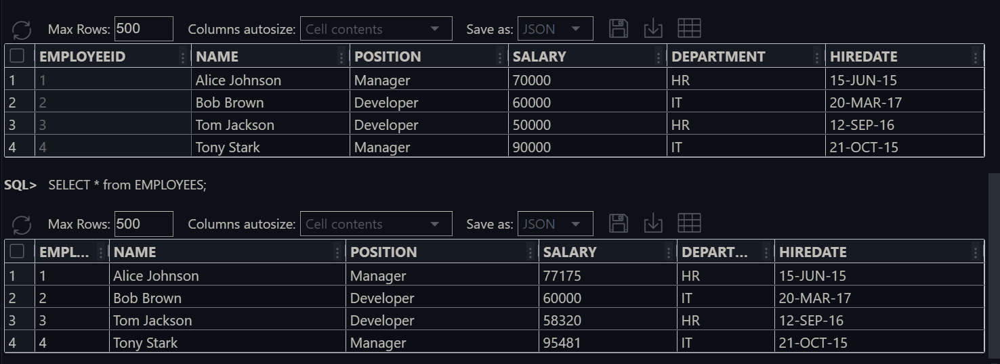 Max Rows: 500 Columns autosize: Cell contents Save as: JSON
EMPLOYEEID NAME POSITION SALARY DEPARTMENT HIREDATE
1 1 Alice Johnson Manager 70000 HR 15-JUN-15
2 2 Bob Brown Developer 60000 IT 20-MAR-17
3 3 Tom Jackson Developer 50000 HR 12-SEP-16
4 4 Tony Stark Manager 90000 IT 21-OCT-15
SQL> SELECT * from EMPLOYEES;
Max Rows: 500 Columns autosize: Cell contents Save as: JSON
EMPL... NAME POSITION SALARY DEPART... HIREDATE
1 1 Alice Johnson Manager 77175 HR 15-JUN-15
2 2 Bob Brown Developer 60000 IT 20-MAR-17
3 3 Tom Jackson Developer 58320 HR 12-SEP-16
4 4 Tony Stark Manager 95481 IT 21-OCT-15